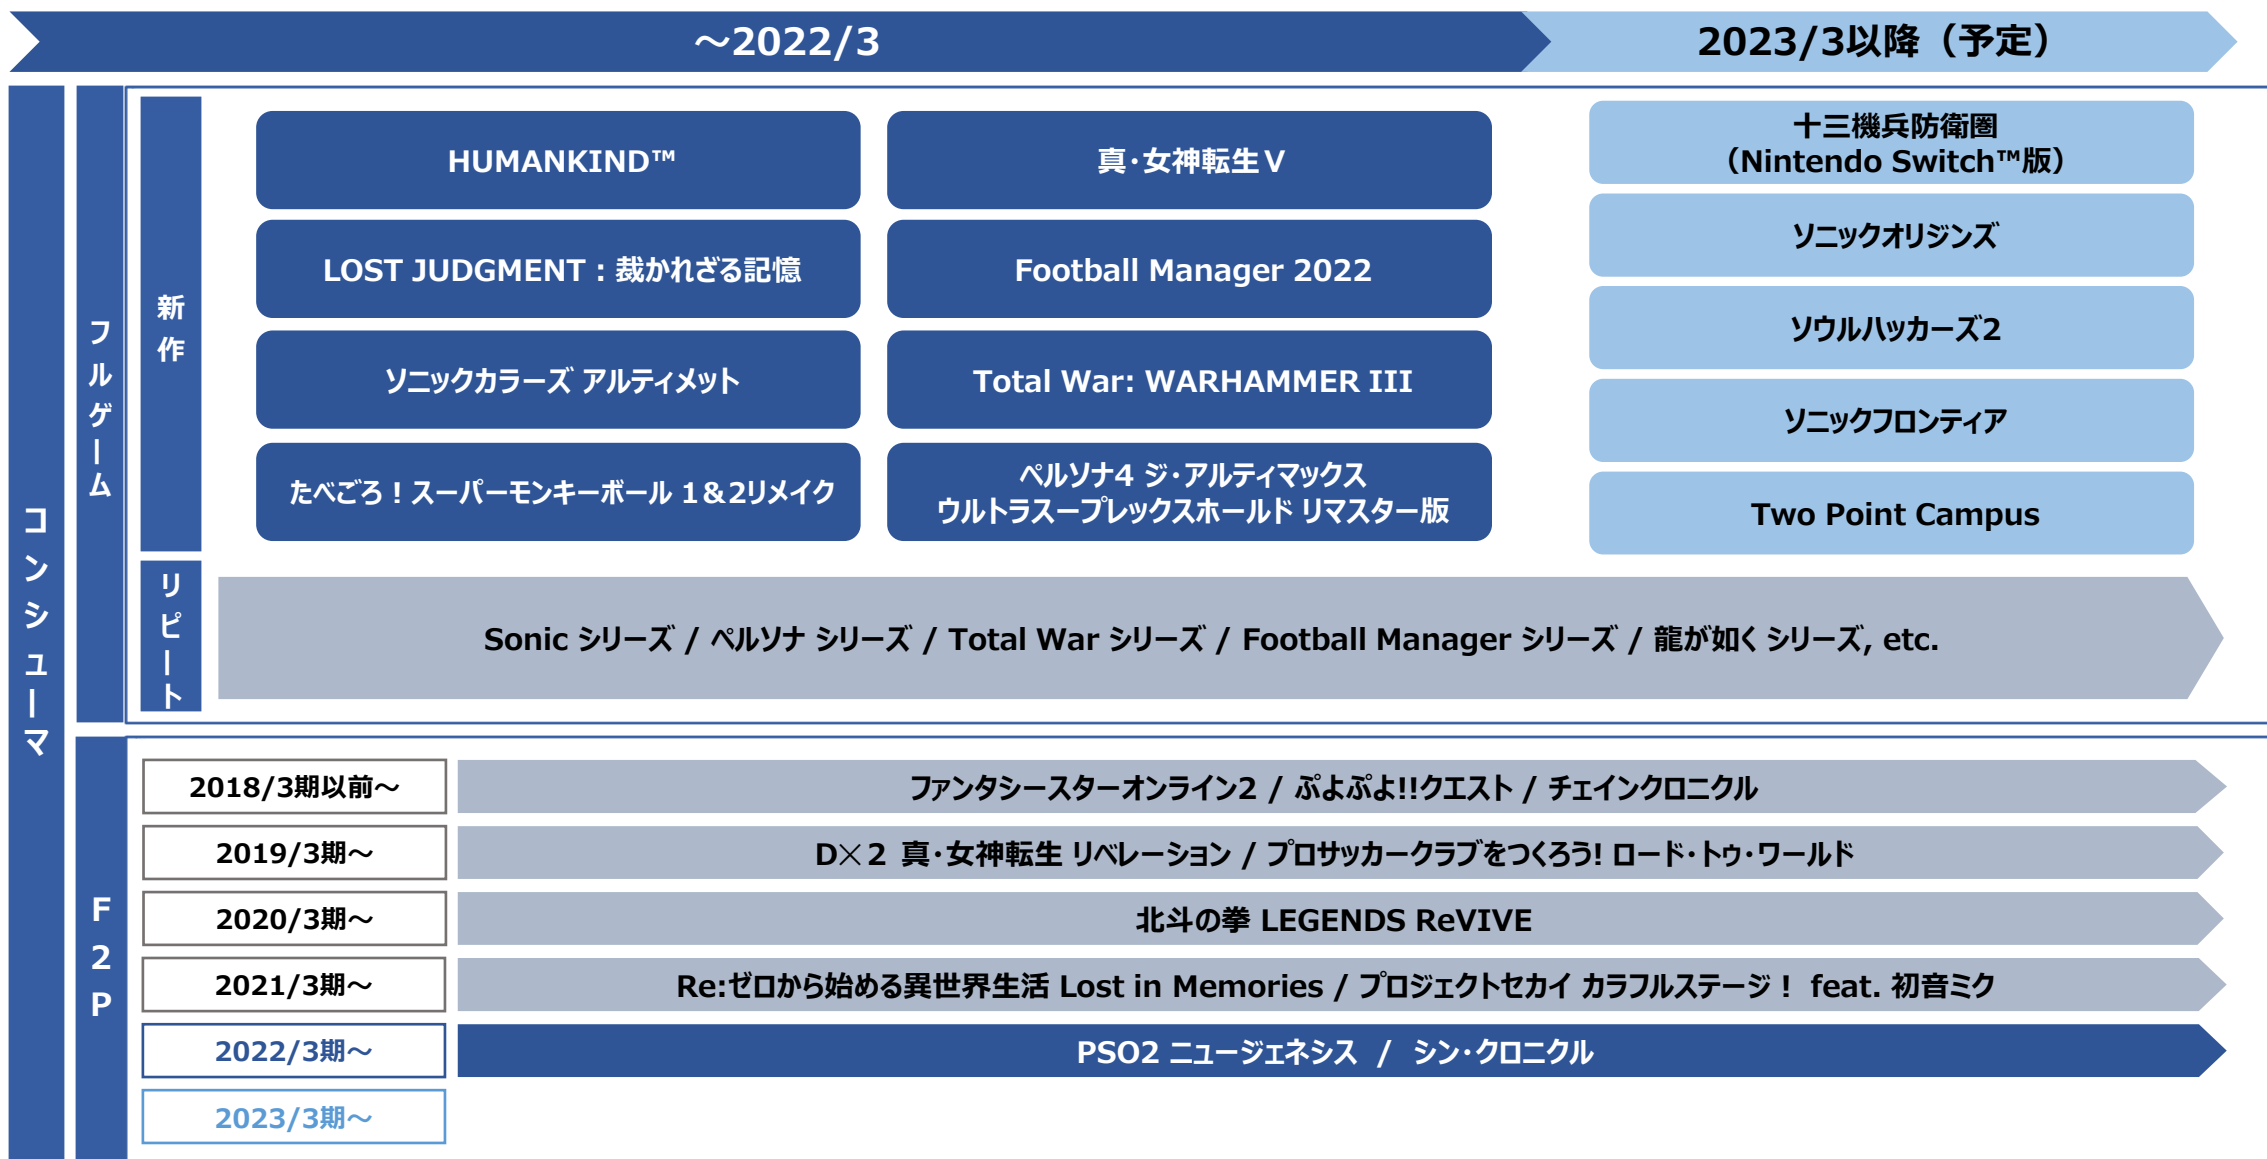 ～2022/3
2023/3以降（予定）
コンシューマ
フルゲーム
新作
HUMANKIND™
真･女神転生Ⅴ
LOST JUDGMENT：裁かれざる記憶
Football Manager 2022
ソニックカラーズ アルティメット
Total War: WARHAMMER III
たべごろ！スーパーモンキーボール 1&2リメイク
ペルソナ4 ジ･アルティマックス
ウルトラスープレックスホールド リマスター版
十三機兵防衛圏
（Nintendo Switch™版）
ソニックオリジンズ
ソウルハッカーズ2
ソニックフロンティア
Two Point Campus
リピート
Sonic シリーズ / ペルソナ シリーズ / Total War シリーズ / Football Manager シリーズ / 龍が如く シリーズ, etc.
F2P
2018/3期以前～
ファンタシースターオンライン2 / ぷよぷよ!!クエスト / チェインクロニクル
2019/3期～
D×2 真･女神転生 リベレーション / プロサッカークラブをつくろう! ロード･トゥ･ワールド
2020/3期～
北斗の拳 LEGENDS ReVIVE
2021/3期～
Re:ゼロから始める異世界生活 Lost in Memories / プロジェクトセカイ カラフルステージ！ feat. 初音ミク
2022/3期～
PSO2 ニュージェネシス / シン･クロニクル
2023/3期～